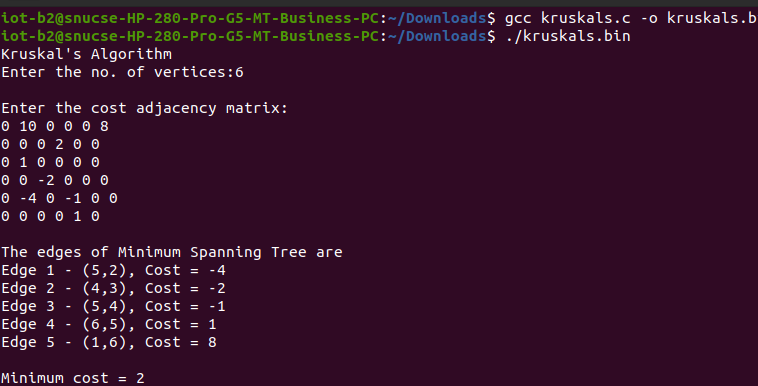 iot-b2@snucse-HP-280-Pro-G5-MT-Business-PC:~/Downloads$ gcc kruskals.c -o kruskals.b
iot-b2@snucse-HP-280-Pro-G5-MT-Business-PC:~/Downloads$ ./kruskals.bin
Kruskal's Algorithm
Enter the no. of vertices:6
Enter the cost adjacency matrix:
0 10 0 0 0 8
0 0 0 2 0 0
0 1 0 0 0 0
0 0 -2 0 0 0
0 -4 0 -1 0 0
0 0 0 0 1 0
The edges of Minimum Spanning Tree are
Edge 1 - (5,2), Cost = -4
Edge 2 - (4,3), Cost = -2
Edge 3 - (5,4), Cost = -1
Edge 4 - (6,5), Cost = 1
Edge 5 - (1,6), Cost = 8
Minimum cost = 2